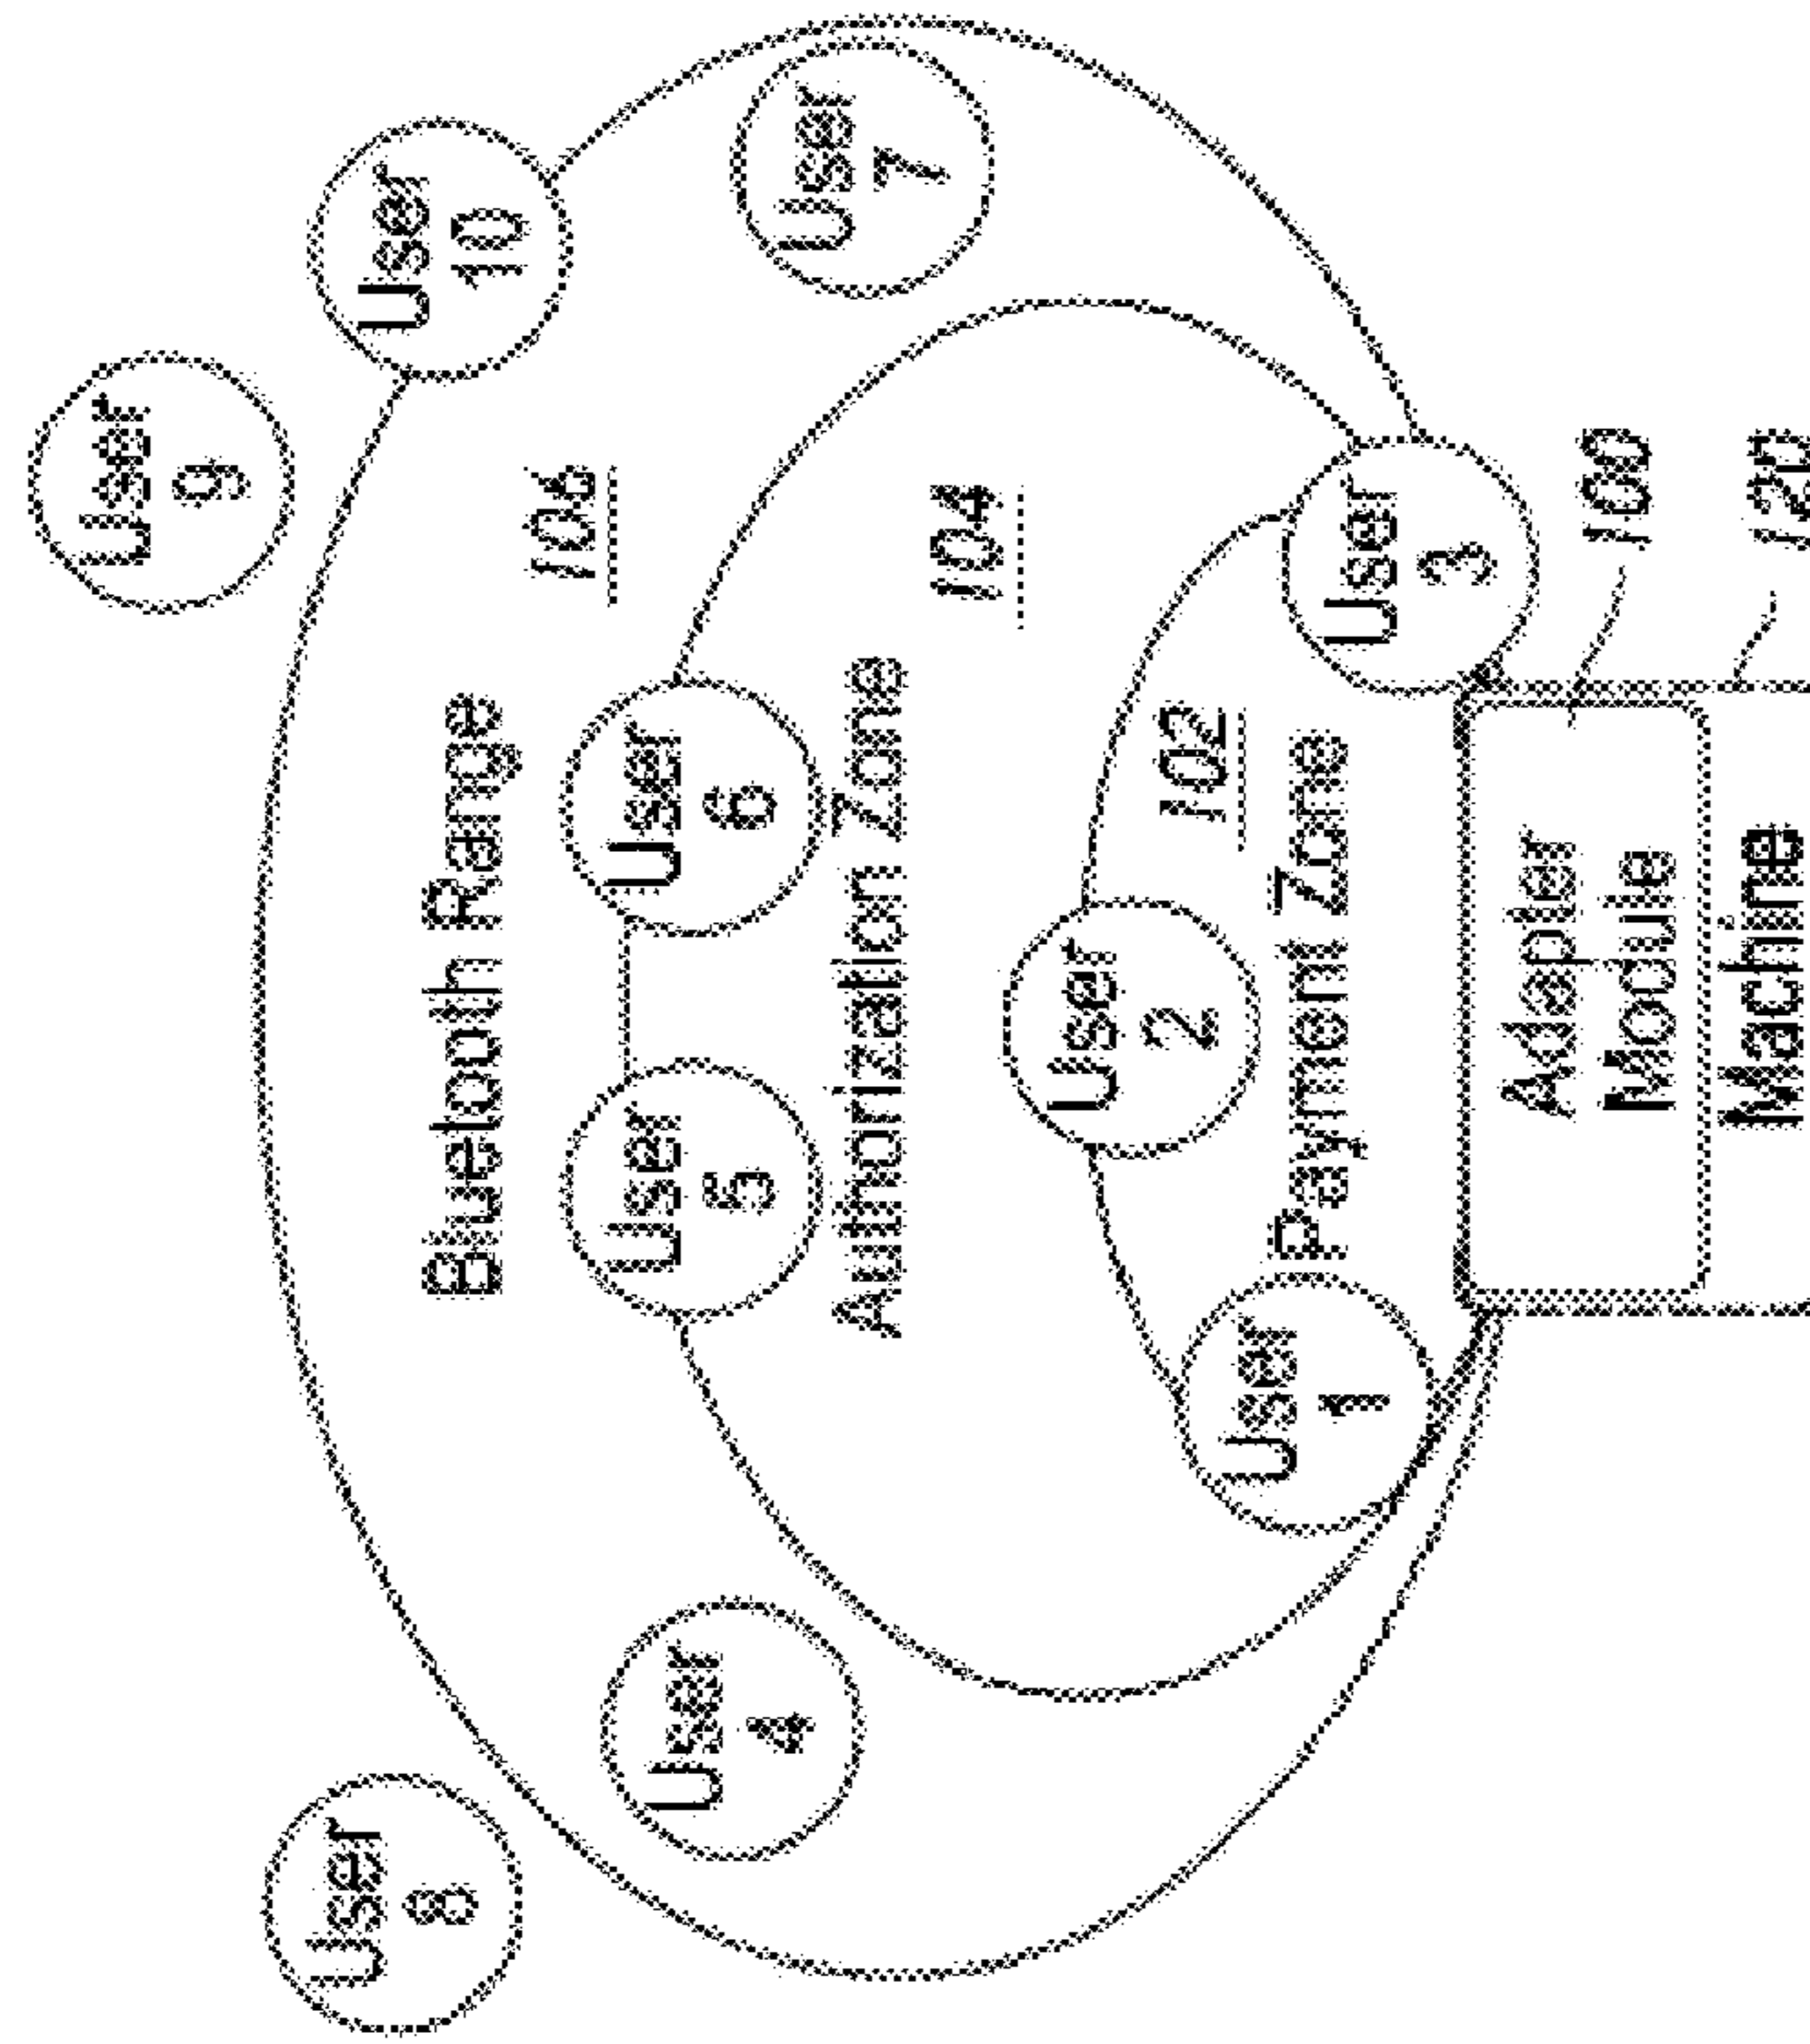 User
9
User
10
User
8
Bluetooth Range
106
User
7
User
4
User
5
User
6
Authorization Zone
104
User
2
102
User
1
Payment Zone
User
3
Adapter
Module
100
Machine
120